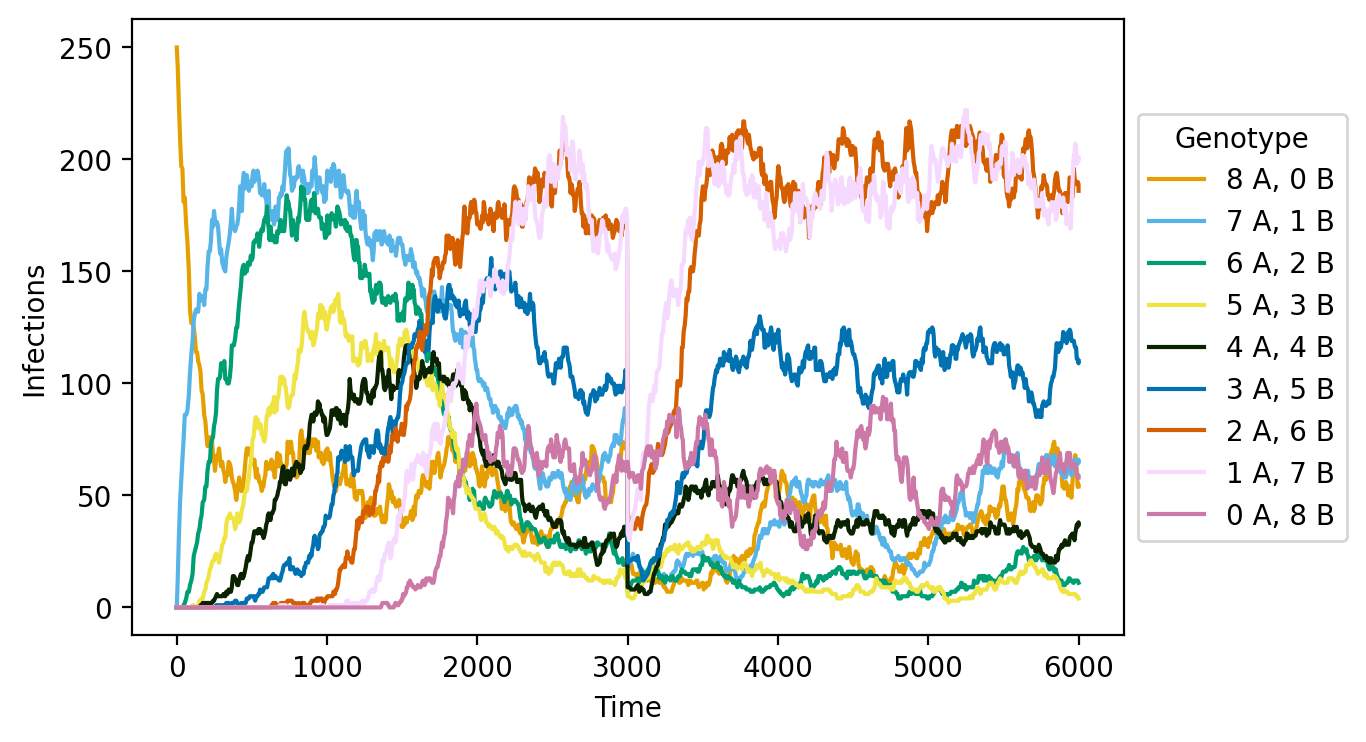 250
200
150
100
50
0
Infections
0 1000 2000 3000 4000 5000 6000
Time
Genotype
8 A, 0 B
7 A, 1 B
6 A, 2 B
5 A, 3 B
4 A, 4 B
3 A, 5 B
2 A, 6 B
1 A, 7 B
0 A, 8 B